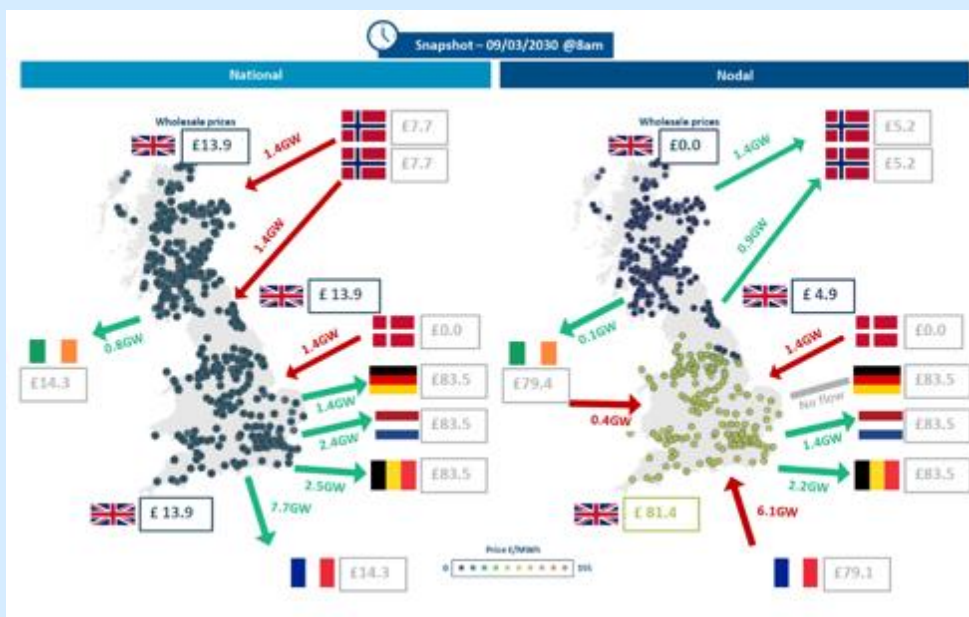 Snapshot – 09/03/2030 @8am
National
Wholesale prices
£13.9
£7.7
£7.7
1.4GW
1.4GW
£ 13.9
0.8GW
£14.3
1.4GW
£0.0
1.4GW
£83.5
2.4GW
£83.5
2.5GW
£83.5
£ 13.9
7.7GW
£14.3
Nodal
Wholesale prices
£0.0
£5.2
£5.2
1.4GW
0.9GW
£ 4.9
0.1GW
£79.4
0.4GW
1.4GW
£0.0
No flow
£83.5
1.4GW
£83.5
2.2GW
£83.5
£ 81.4
6.1GW
£79.1
Price £/MWh
0